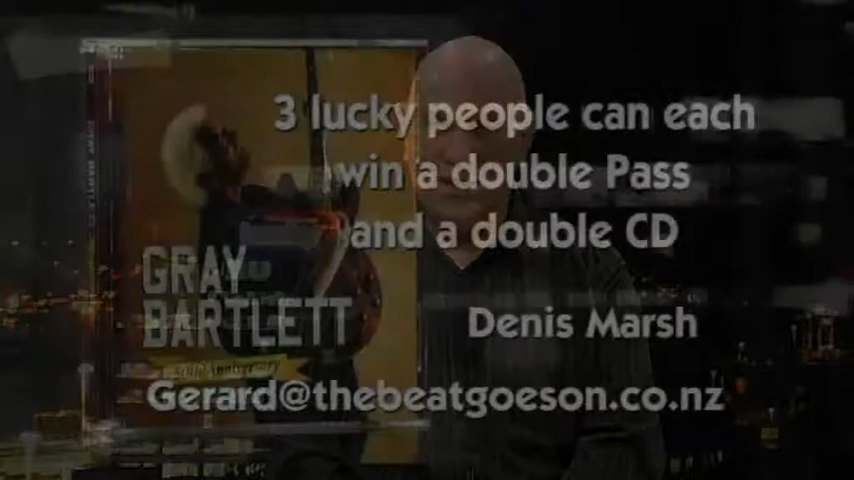 3 lucky people can each
win a double Pass
and a double CD
GRAY
BARTLETT
Denis Marsh
Anniversary
Gerard@thebeatgoeson.co.nz